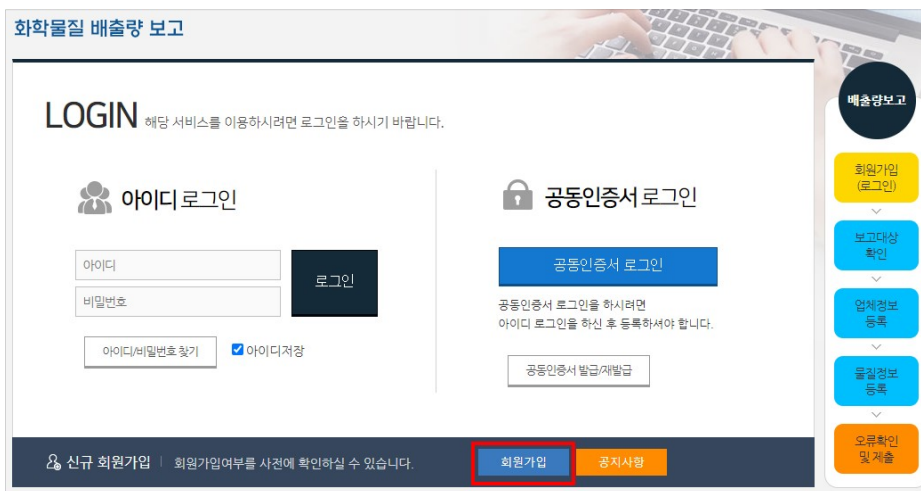 화학물질 배출량 보고
LOGIN 해당 서비스를 이용하시려면 로그인을 하시기 바랍니다.
아이디 로그인
아이디
비밀번호
로그인
아이디/비밀번호 찾기
아이디저장
공동인증서 로그인
공동인증서 로그인
공동인증서 로그인을 하시려면
아이디 로그인을 하신 후 등록하셔야 합니다.
공동인증서 발급/재발급
신규 회원가입 | 회원가입여부를 사전에 확인하실 수 있습니다.
회원가입
공지사항
배출량보고
회원가입
(로그인)
보고대상
확인
업체정보
등록
물질정보
등록
오류확인
및 제출